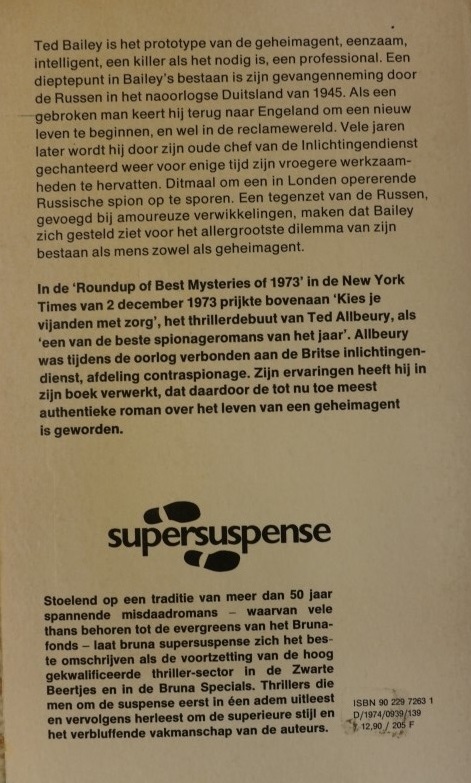 Ted Bailey is het prototype van de geheimagent, eenzaam,
intelligent, een killer als het nodig is, een professional. Een
dieptepunt in Bailey's bestaan is zijn gevangenneming door
de Russen in het naoorlogse Duitsland van 1945. Als een
gebroken man keert hij terug naar Engeland om een nieuw
leven te beginnen, en wel in de reclamewereld. Vele jaren
later wordt hij door zijn oude chef van de Inlichtingendienst
gechanteerd weer voor enige tijd zijn vroegere werkzaam-
heden te hervatten. Ditmaal om een in Londen opererende
Russische spion op te sporen. Een tegenzet van de Russen,
gevoegd bij amoureuze verwikkelingen, maken dat Bailey
zich gesteld ziet voor het allergrootste dilemma van zijn
bestaan als mens zowel als geheimagent.
In de 'Roundup of Best Mysteries of 1973' in de New York
Times van 2 december 1973 prijkte bovenaan 'Kies je
vijanden met zorg', het thrillerdebuut van Ted Allbeury, als
'een van de beste spionageromans van het jaar'. Allbeury
was tijdens de oorlog verbonden aan de Britse inlichtingen-
dienst, afdeling contraspionage. Zijn ervaringen heeft hij in
zijn boek verwerkt, dat daardoor de tot nu toe meest
authentieke roman over het leven van een geheimagent
is geworden.
supersuspense
Stoelend op een traditie van meer dan 50 jaar
spannende misdaadromans – waarvan vele
thans behoren tot de evergreens van het Bruna-
fonds – laat bruna supersuspense zich het bes-
te omschrijven als de voortzetting van de hoog
gekwalificeerde thriller-sector in de Zwarte
Beertjes en in de Bruna Specials. Thrillers die
men om de suspense eerst in één adem uitleest
en vervolgens herleest om de superieure stijl en
het verbluffende vakmanschap van de auteurs.
ISBN 90 229 7263 1
D/1974/0939/139
f 12,90 / 205 F